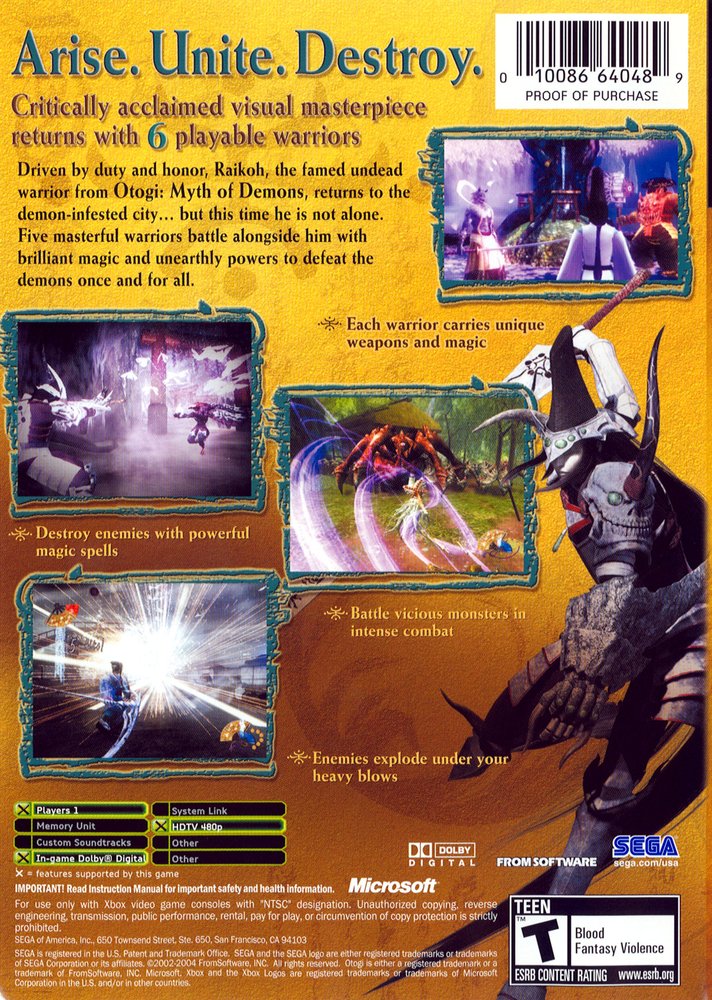 Arise. Unite. Destroy.
0 10086 64048 9
PROOF OF PURCHASE
Critically acclaimed visual masterpiece
returns with 6 playable warriors
Driven by duty and honor, Raikoh, the famed undead
warrior from Otogi: Myth of Demons, returns to the
demon-infested city... but this time he is not alone.
Five masterful warriors battle alongside him with
brilliant magic and unearthly powers to defeat the
demons once and for all.
Each warrior carries unique
weapons and magic
Destroy enemies with powerful
magic spells
Battle vicious monsters in
intense combat
Enemies explode under your
heavy blows
Players 1
Memory Unit
Custom Soundtracks
In-game Dolby® Digital
System Link
HDTV 480p
Other
Other
X = features supported by this game
DOLBY
DIGITAL
FROMSOFTWARE
SEGA
sega.com/usa
IMPORTANT! Read Instruction Manual for important safety and health information.
Microsoft
For use only with Xbox video game consoles with "NTSC" designation. Unauthorized copying, reverse
engineering, transmission, public performance, rental, pay for play, or circumvention of copy protection is strictly
prohibited.
SEGA of America, Inc., 650 Townsend Street, Ste. 650, San Francisco, CA 94103
SEGA is registered in the U.S. Patent and Trademark Office. SEGA and the SEGA logo are either registered trademarks or trademarks
of SEGA Corporation or its affiliates. ©2002-2004 FromSoftware, INC. All rights reserved. Otogi is either a registered trademark or a
trademark of FromSoftware, INC. Microsoft, Xbox and the Xbox Logos are registered trademarks or trademarks of Microsoft
Corporation in the U.S. and/or in other countries.
TEEN
T
Blood
Fantasy Violence
ESRB CONTENT RATING www.esrb.org